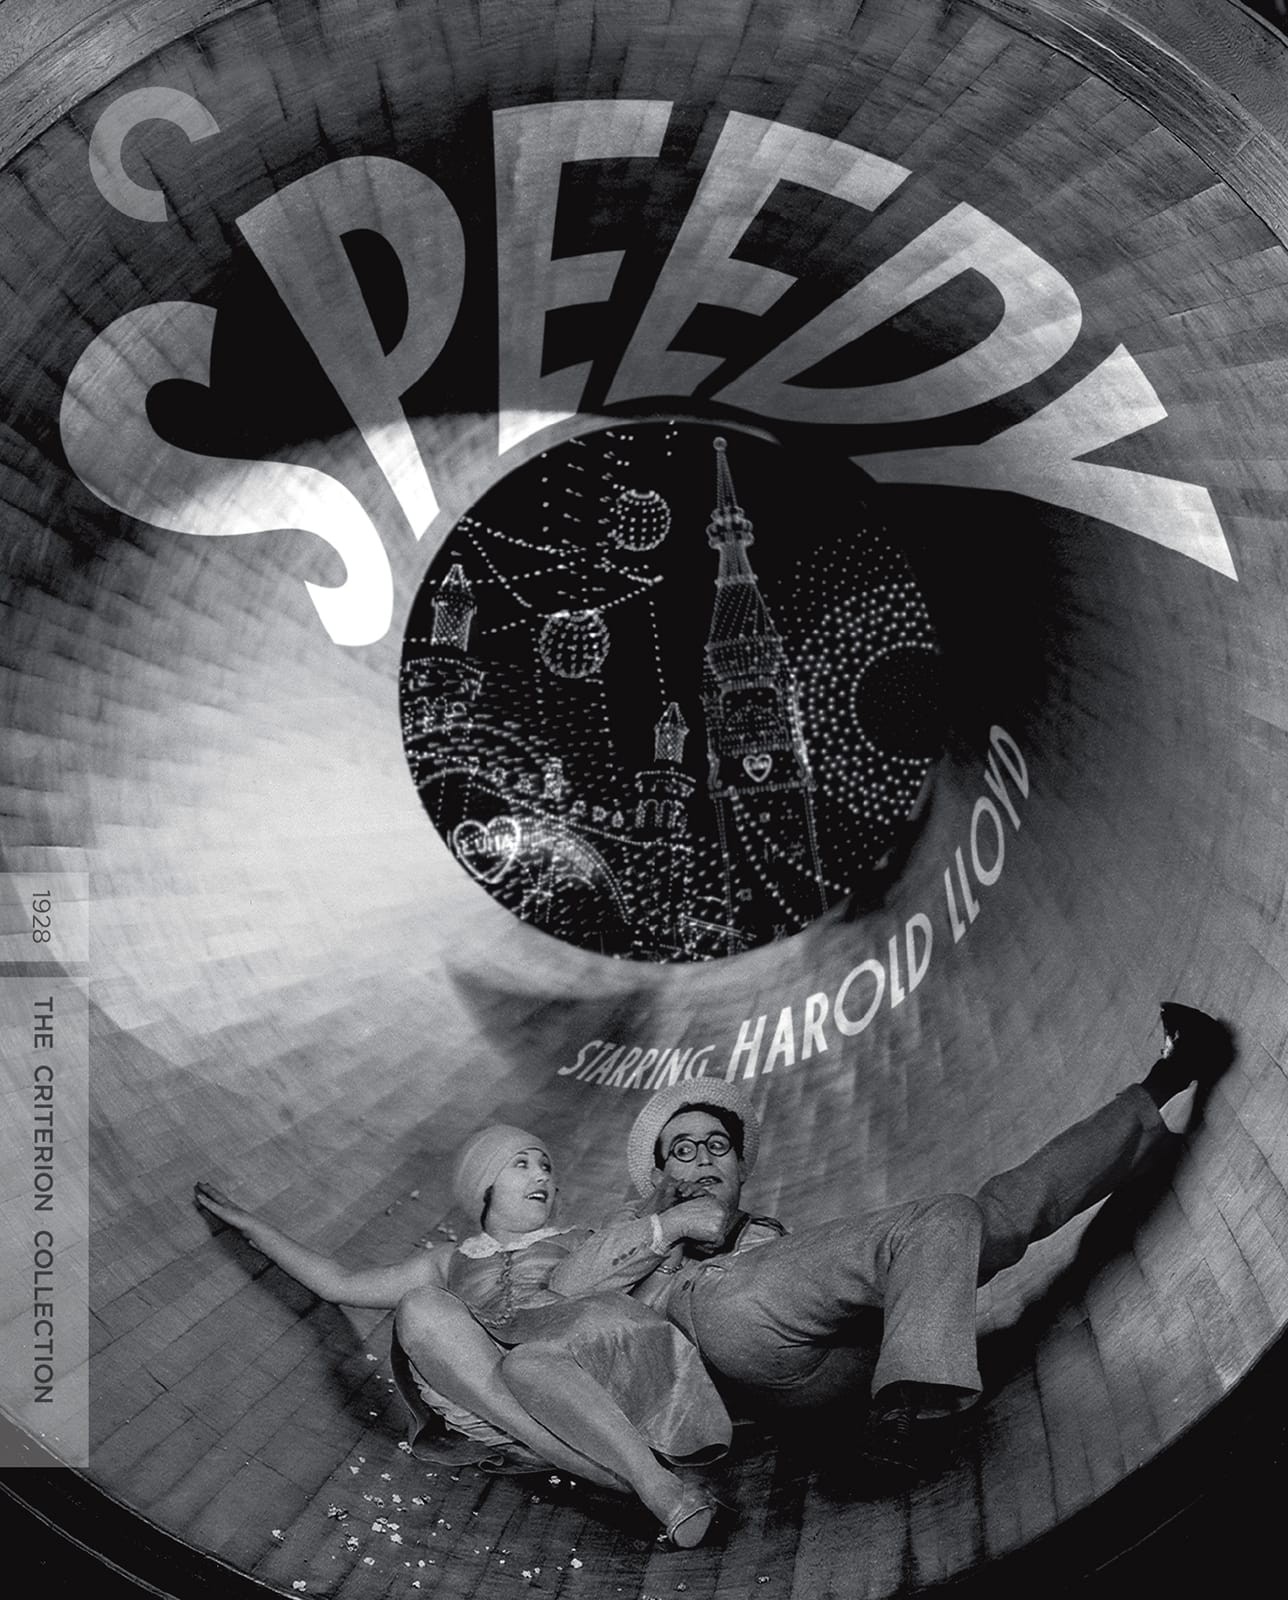 SPEEDY
STARRING HAROLD LLOYD
1928
THE CRITERION COLLECTION
LUNA